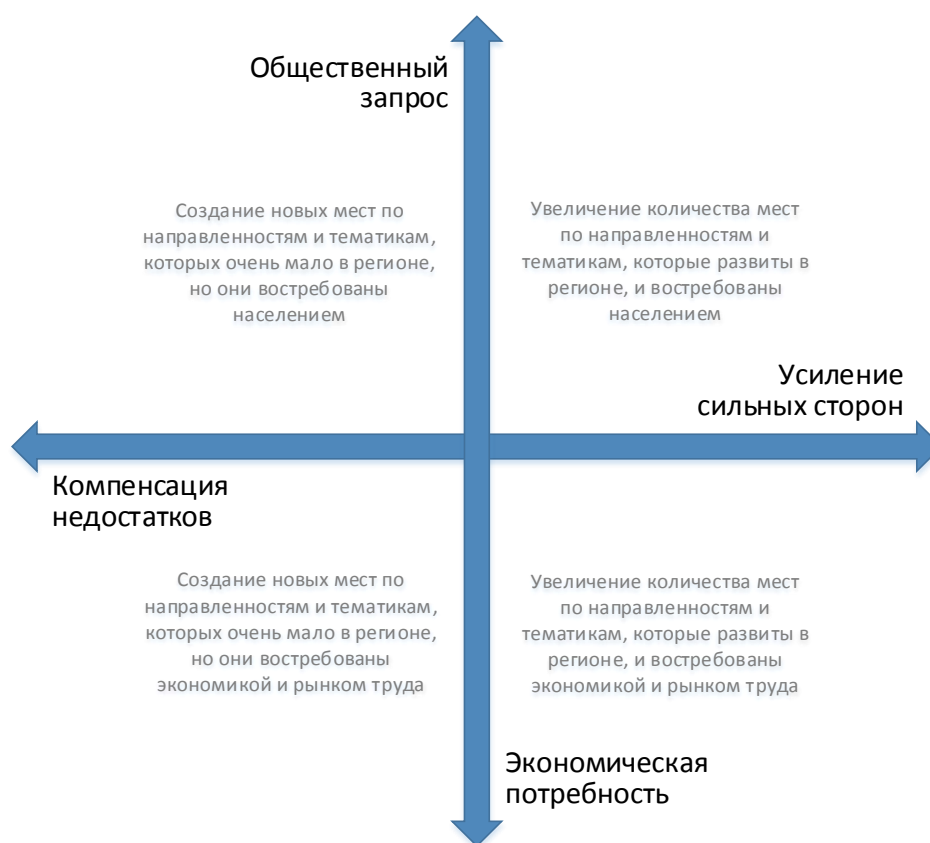 Общественный
запрос
Создание новых мест по
направленностям и тематикам,
которых очень мало в регионе,
но они востребованы
населением
Увеличение количества мест
по направленностям и
тематикам, которые развиты в
регионе, и востребованы
населением
Усиление
сильных сторон
Компенсация
недостатков
Создание новых мест по
направленностям и тематикам,
которых очень мало в регионе,
но они востребованы
экономикой и рынком труда
Увеличение количества мест
по направленностям и
тематикам, которые развиты в
регионе, и востребованы
экономикой и рынком труда
Экономическая
потребность